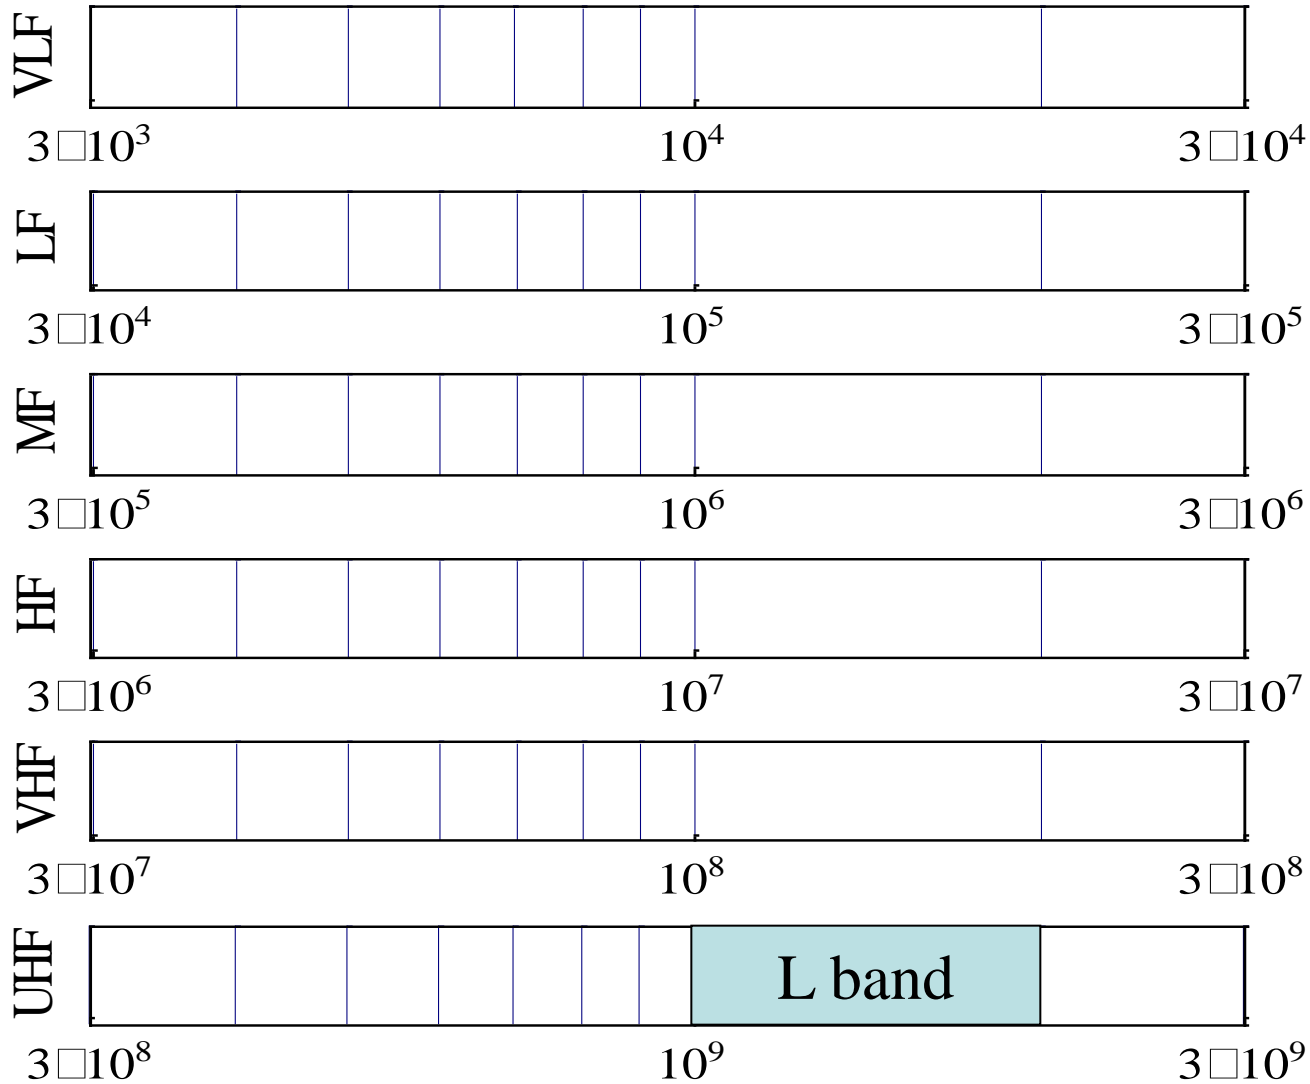 VLF
3□10³ 10⁴ 3□10⁴
LF
3□10⁴ 10⁵ 3□10⁵
MF
3□10⁵ 10⁶ 3□10⁶
HF
3□10⁶ 10⁷ 3□10⁷
VHF
3□10⁷ 10⁸ 3□10⁸
UHF
L band
3□10⁸ 10⁹ 3□10⁹